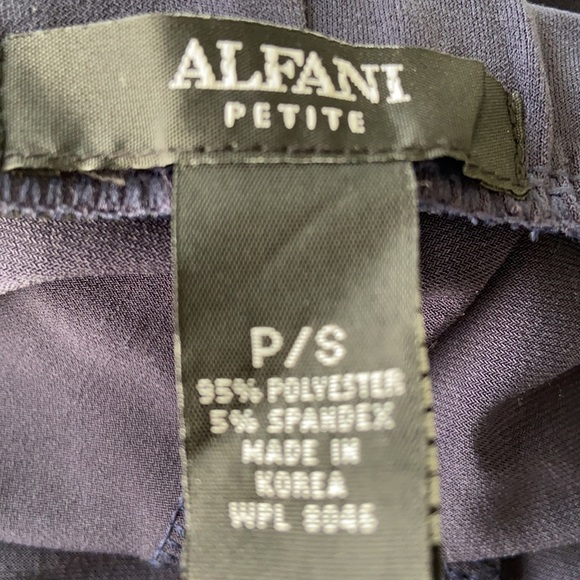 ALFANI
PETITE
P/S
95% POLYESTER
5% SPANDEX
MADE IN
KOREA
WPL 8046